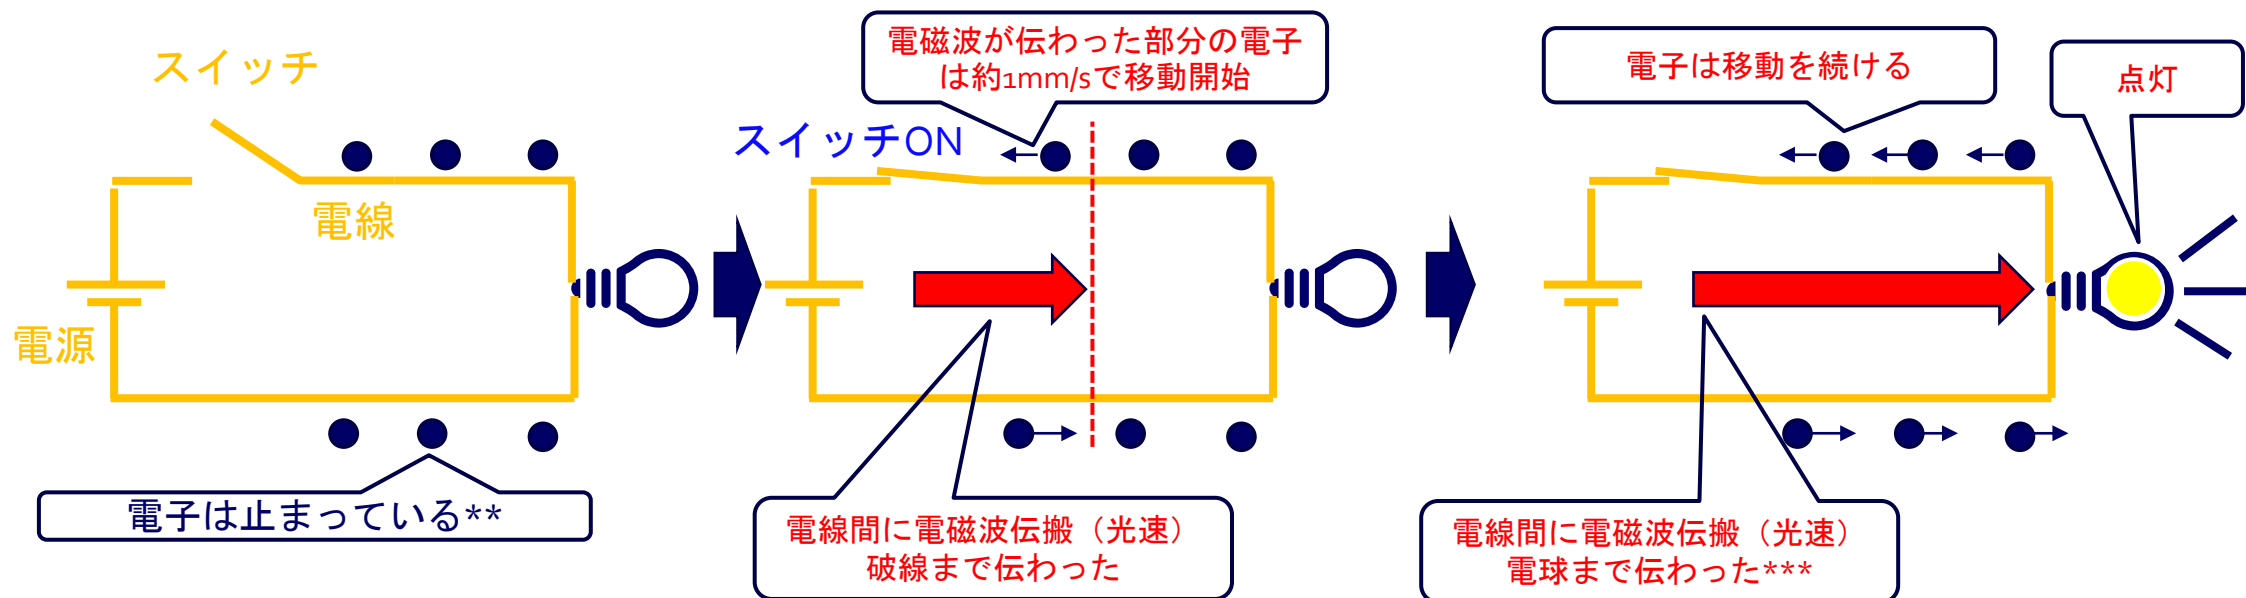 スイッチ
電線
電源
電子は止まっている**
電磁波が伝わった部分の電子
は約1mm/sで移動開始
スイッチON
電線間に電磁波伝搬（光速）
破線まで伝わった
電子は移動を続ける
点灯
電線間に電磁波伝搬（光速）
電球まで伝わった***